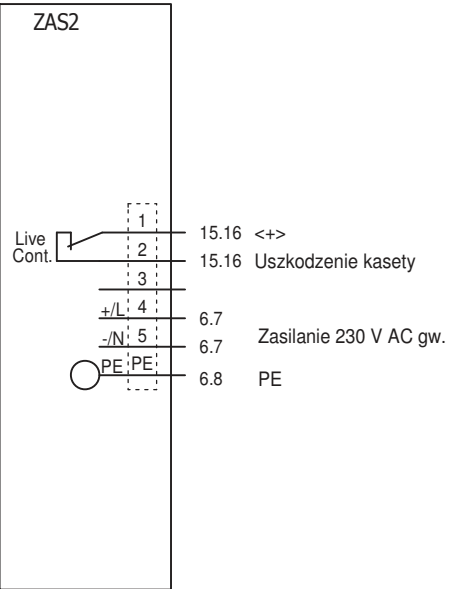 ZAS2
1 15.16 <+>
Live Cont. 2 15.16 Uszkodzenie kasety
3
+/L 4 6.7
Zasilanie 230 V AC gw.
-/N 5 6.7
PE PE 6.8 PE